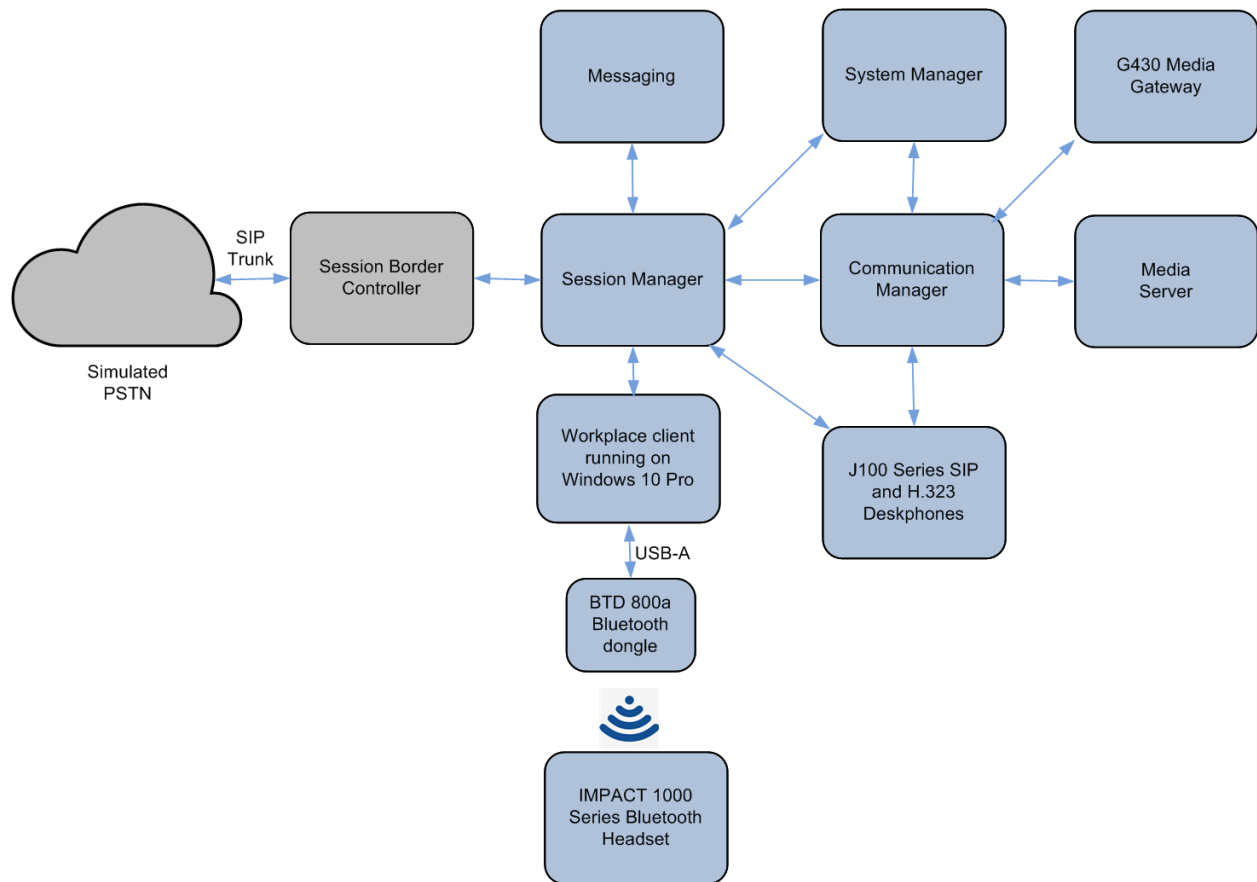 Messaging
System Manager
G430 Media
Gateway
SIP
Trunk
Session Border
Controller
Session Manager
Communication
Manager
Media
Server
Simulated
PSTN
Workplace client
running on
Windows 10 Pro
J100 Series SIP
and H.323
Deskphones
USB-A
BTD 800a
Bluetooth
dongle
IMPACT 1000
Series Bluetooth
Headset